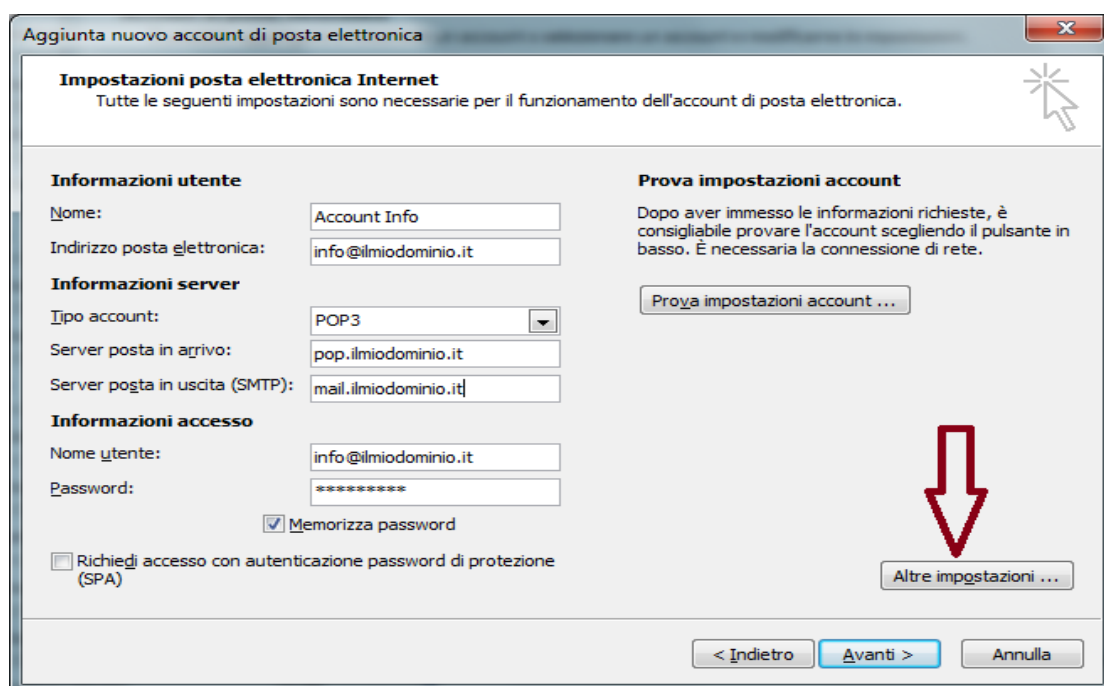 Aggiunta nuovo account di posta elettronica
Impostazioni posta elettronica Internet
Tutte le seguenti impostazioni sono necessarie per il funzionamento dell'account di posta elettronica.
Informazioni utente
Nome:
Account Info
Indirizzo posta elettronica:
info@ilmiodominio.it
Informazioni server
Tipo account:
POP3
Server posta in arrivo:
pop.ilmiodominio.it
Server posta in uscita (SMTP):
mail.ilmiodominio.it
Informazioni accesso
Nome utente:
info@ilmiodominio.it
Password:
*********
Memorizza password
Richiedi accesso con autenticazione password di protezione
(SPA)
Prova impostazioni account
Dopo aver immesso le informazioni richieste, è
consigliabile provare l'account scegliendo il pulsante in
basso. È necessaria la connessione di rete.
Prova impostazioni account ...
Altre impostazioni ...
< Indietro
Avanti >
Annulla